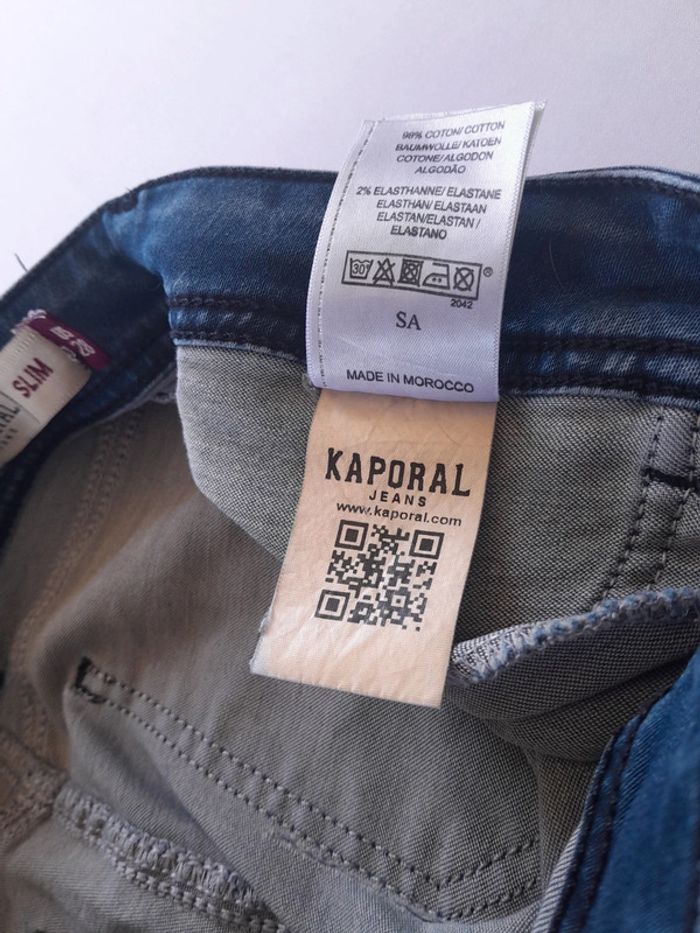 98% COTON/ COTTON
BAUMWOLLE/ KATOEN
COTONE/ ALGODON
ALGODÃO
2% ELASTHANNE/ ELASTANE
ELASTHAN/ ELASTAAN
ELASTAN/ELASTAN /
ELASTANO
30
®
2042
SA
MADE IN MOROCCO
KAPORAL
JEANS
www.kaporal.com
SLIM